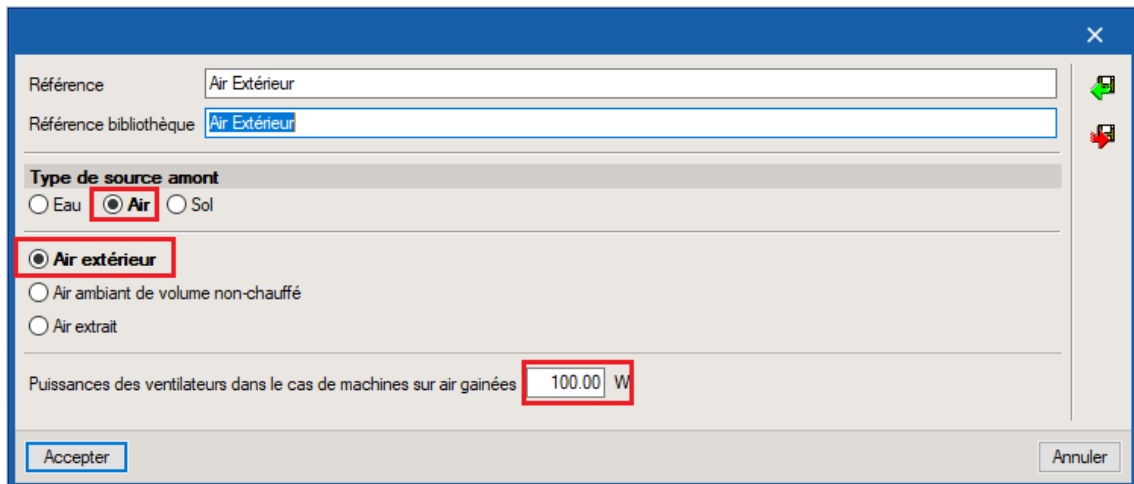 Référence Air Extérieur
Référence bibliothèque Air Extérieur
Type de source amont
Eau Air Sol
Air extérieur
Air ambiant de volume non-chauffé
Air extrait
Puissances des ventilateurs dans le cas de machines sur air gainées 100.00 W
Accepter Annuler